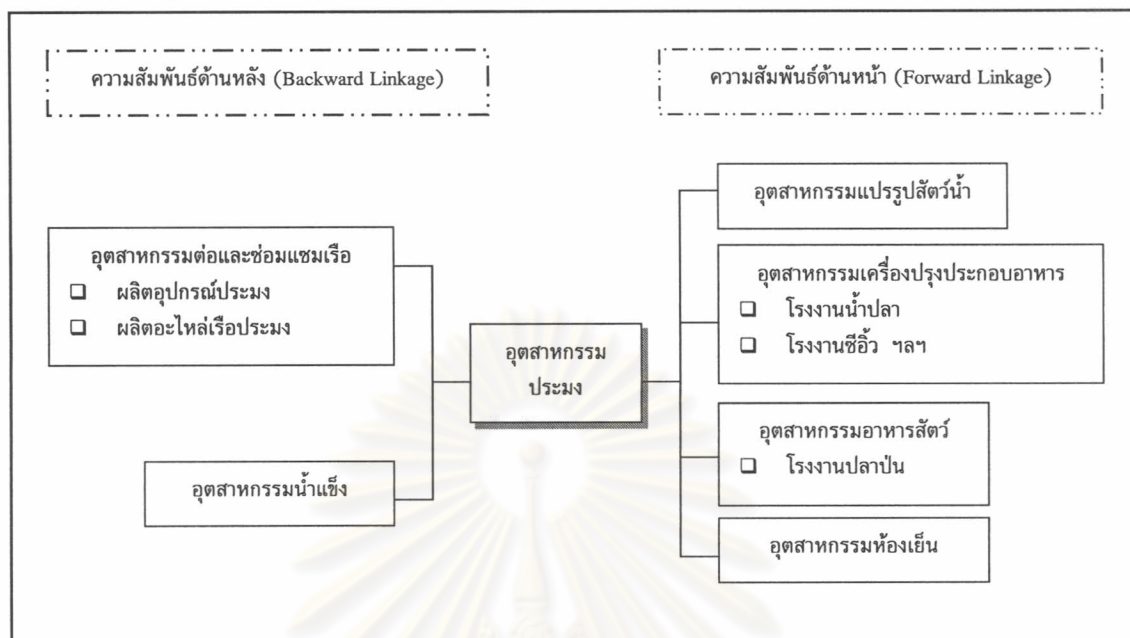 ความสัมพันธ์ด้านหลัง (Backward Linkage)
ความสัมพันธ์ด้านหน้า (Forward Linkage)
อุตสาหกรรมต่อและซ่อมแซมเรือ
❑ ผลิตอุปกรณ์ประมง
❑ ผลิตอะไหล่เรือประมง
อุตสาหกรรมน้ำแข็ง
อุตสาหกรรม
ประมง
อุตสาหกรรมแปรรูปสัตว์น้ำ
อุตสาหกรรมเครื่องปรุงประกอบอาหาร
❑ โรงงานน้ำปลา
❑ โรงงานซีอิ้ว ฯลฯ
อุตสาหกรรมอาหารสัตว์
❑ โรงงานปลาป่น
อุตสาหกรรมห้องเย็น